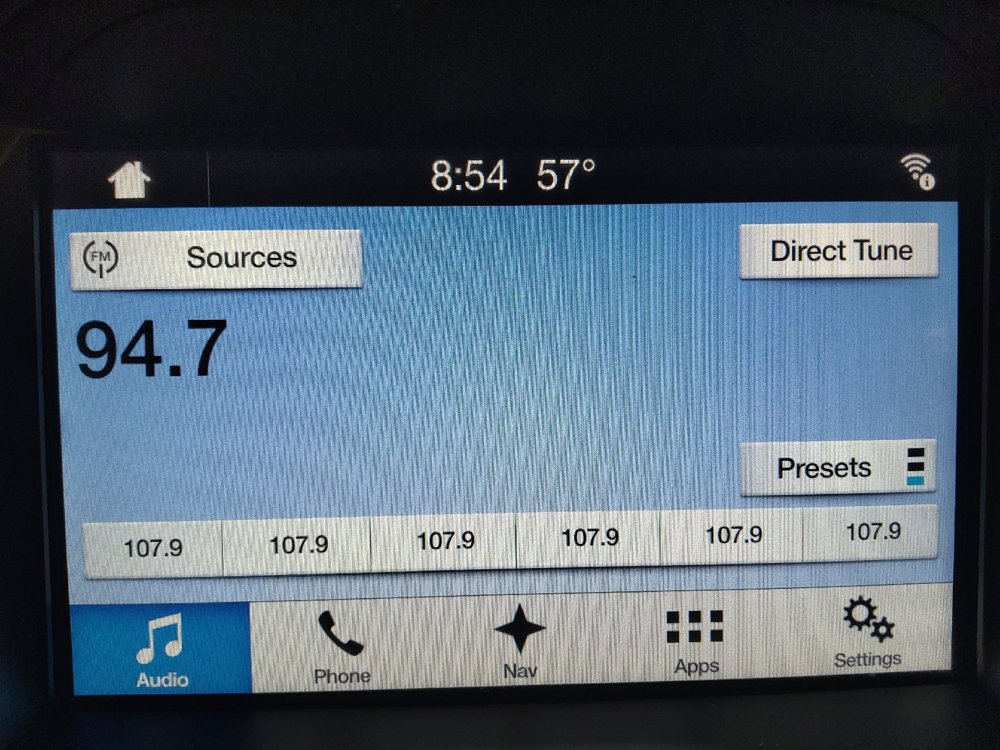 8:54 57°
FM Sources
Direct Tune
94.7
Presets
107.9 107.9 107.9 107.9 107.9 107.9
Audio Phone Nav Apps Settings